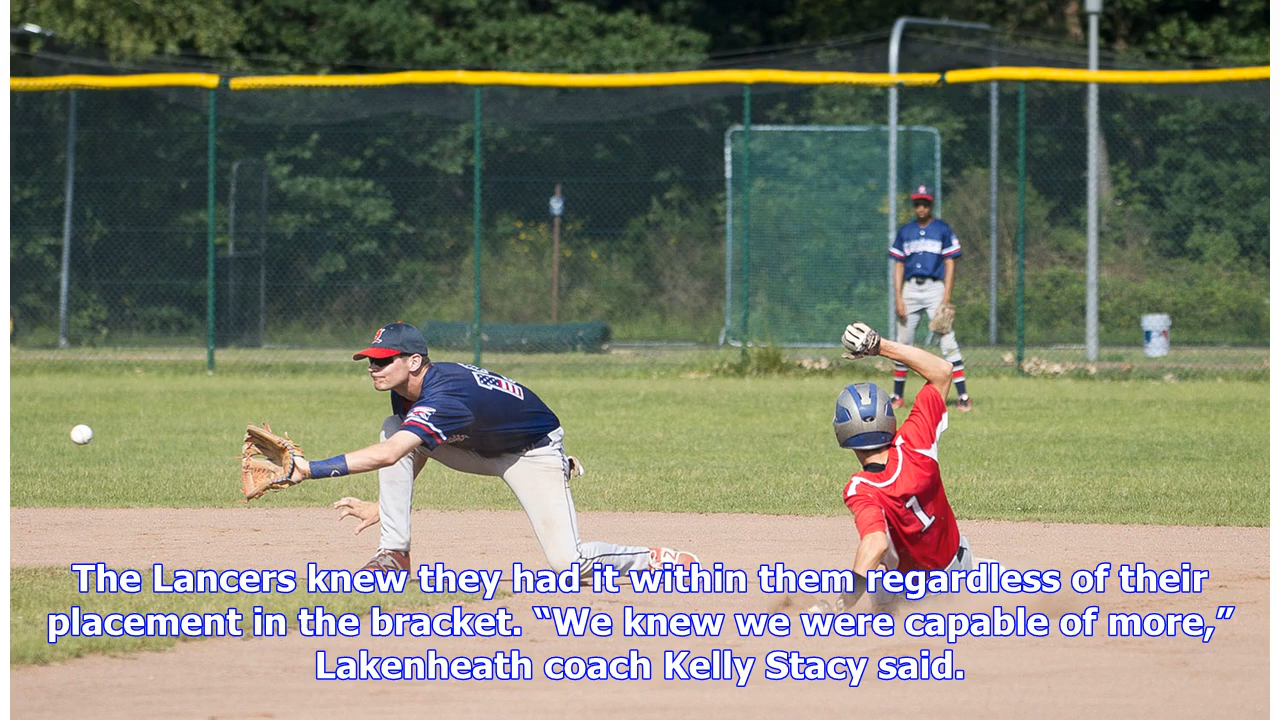 1
The Lancers knew they had it within them regardless of their
placement in the bracket. “We knew we were capable of more,”
Lakenheath coach Kelly Stacy said.